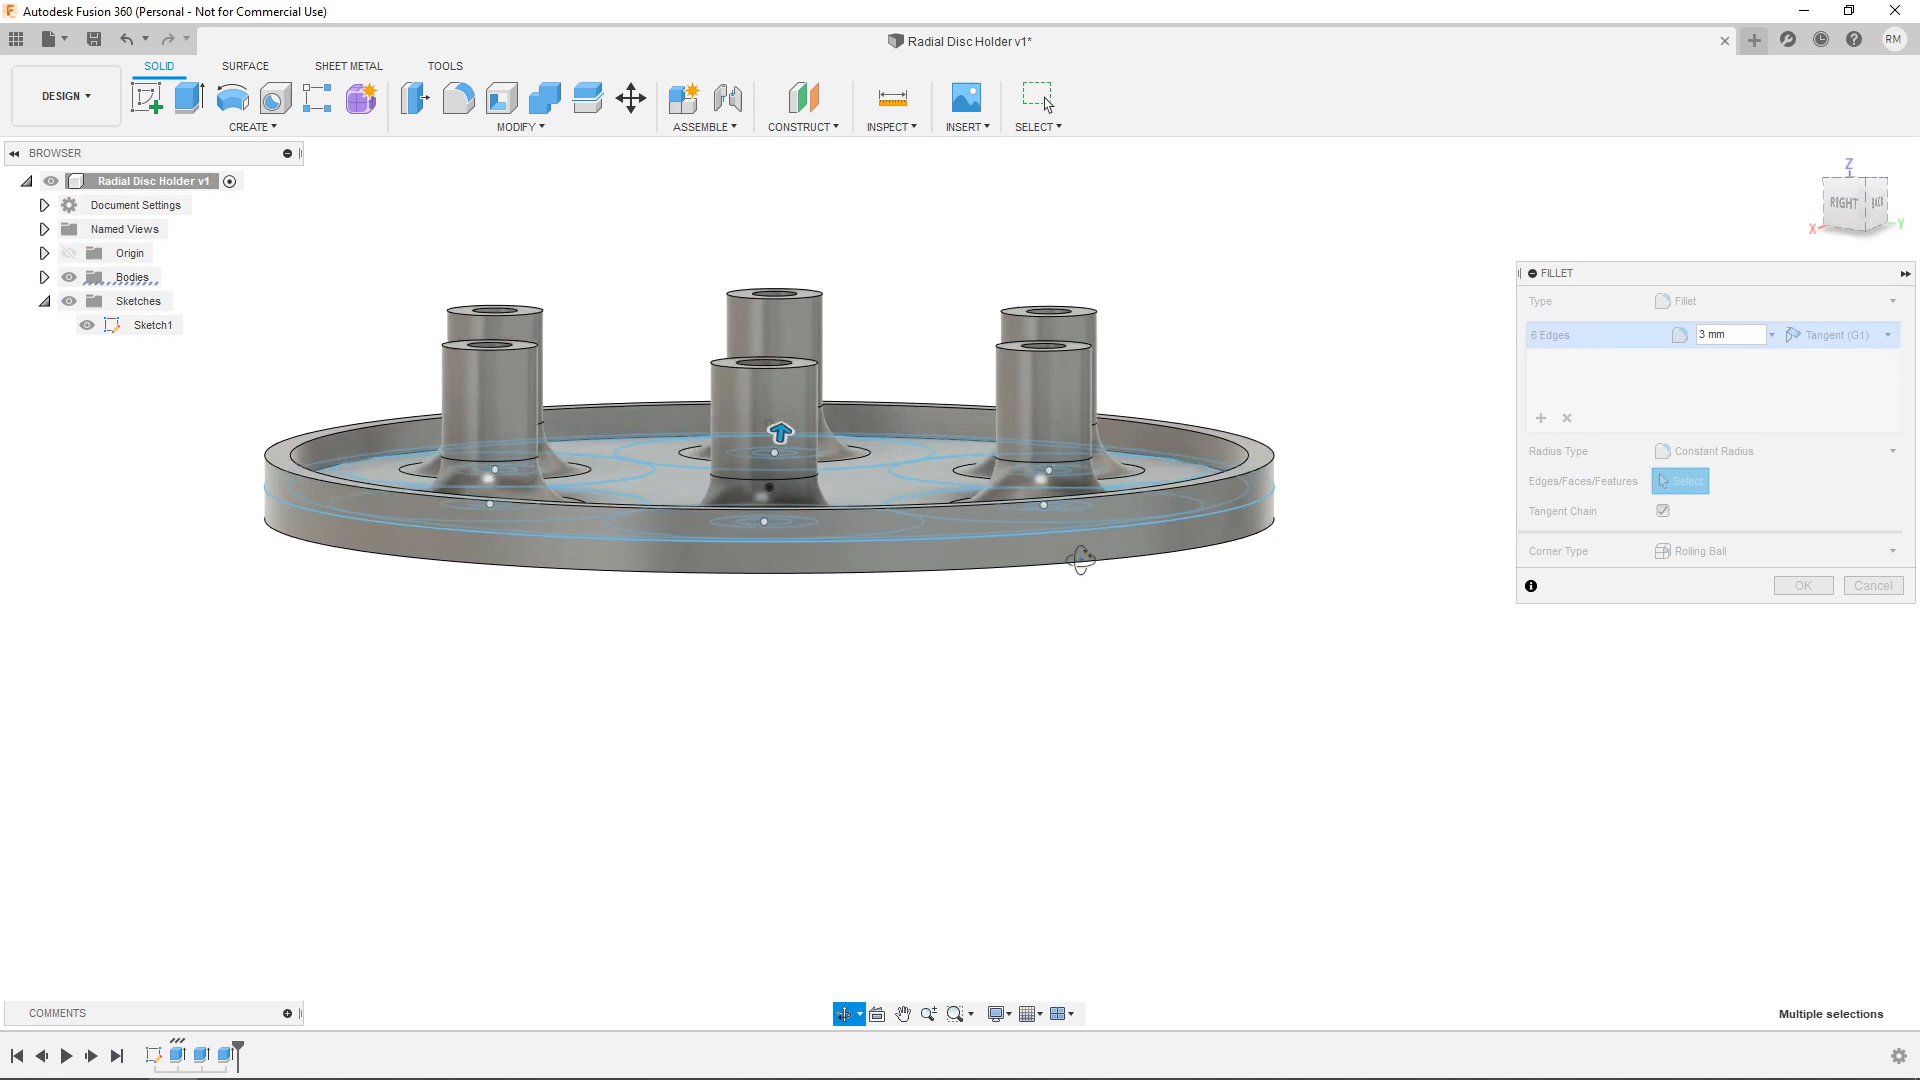 Autodesk Fusion 360 (Personal - Not for Commercial Use)
Radial Disc Holder v1*
RM
DESIGN
SOLID
SURFACE
SHEET METAL
TOOLS
CREATE
MODIFY
ASSEMBLE
CONSTRUCT
INSPECT
INSERT
SELECT
BROWSER
Radial Disc Holder v1
Document Settings
Named Views
Origin
Bodies
Sketches
Sketch1
Z
RIGHT
BACK
X
Y
FILLET
Type
Fillet
6 Edges
3 mm
Tangent (G1)
Radius Type
Constant Radius
Edges/Faces/Features
Select
Tangent Chain
Corner Type
Rolling Ball
OK
Cancel
COMMENTS
Multiple selections